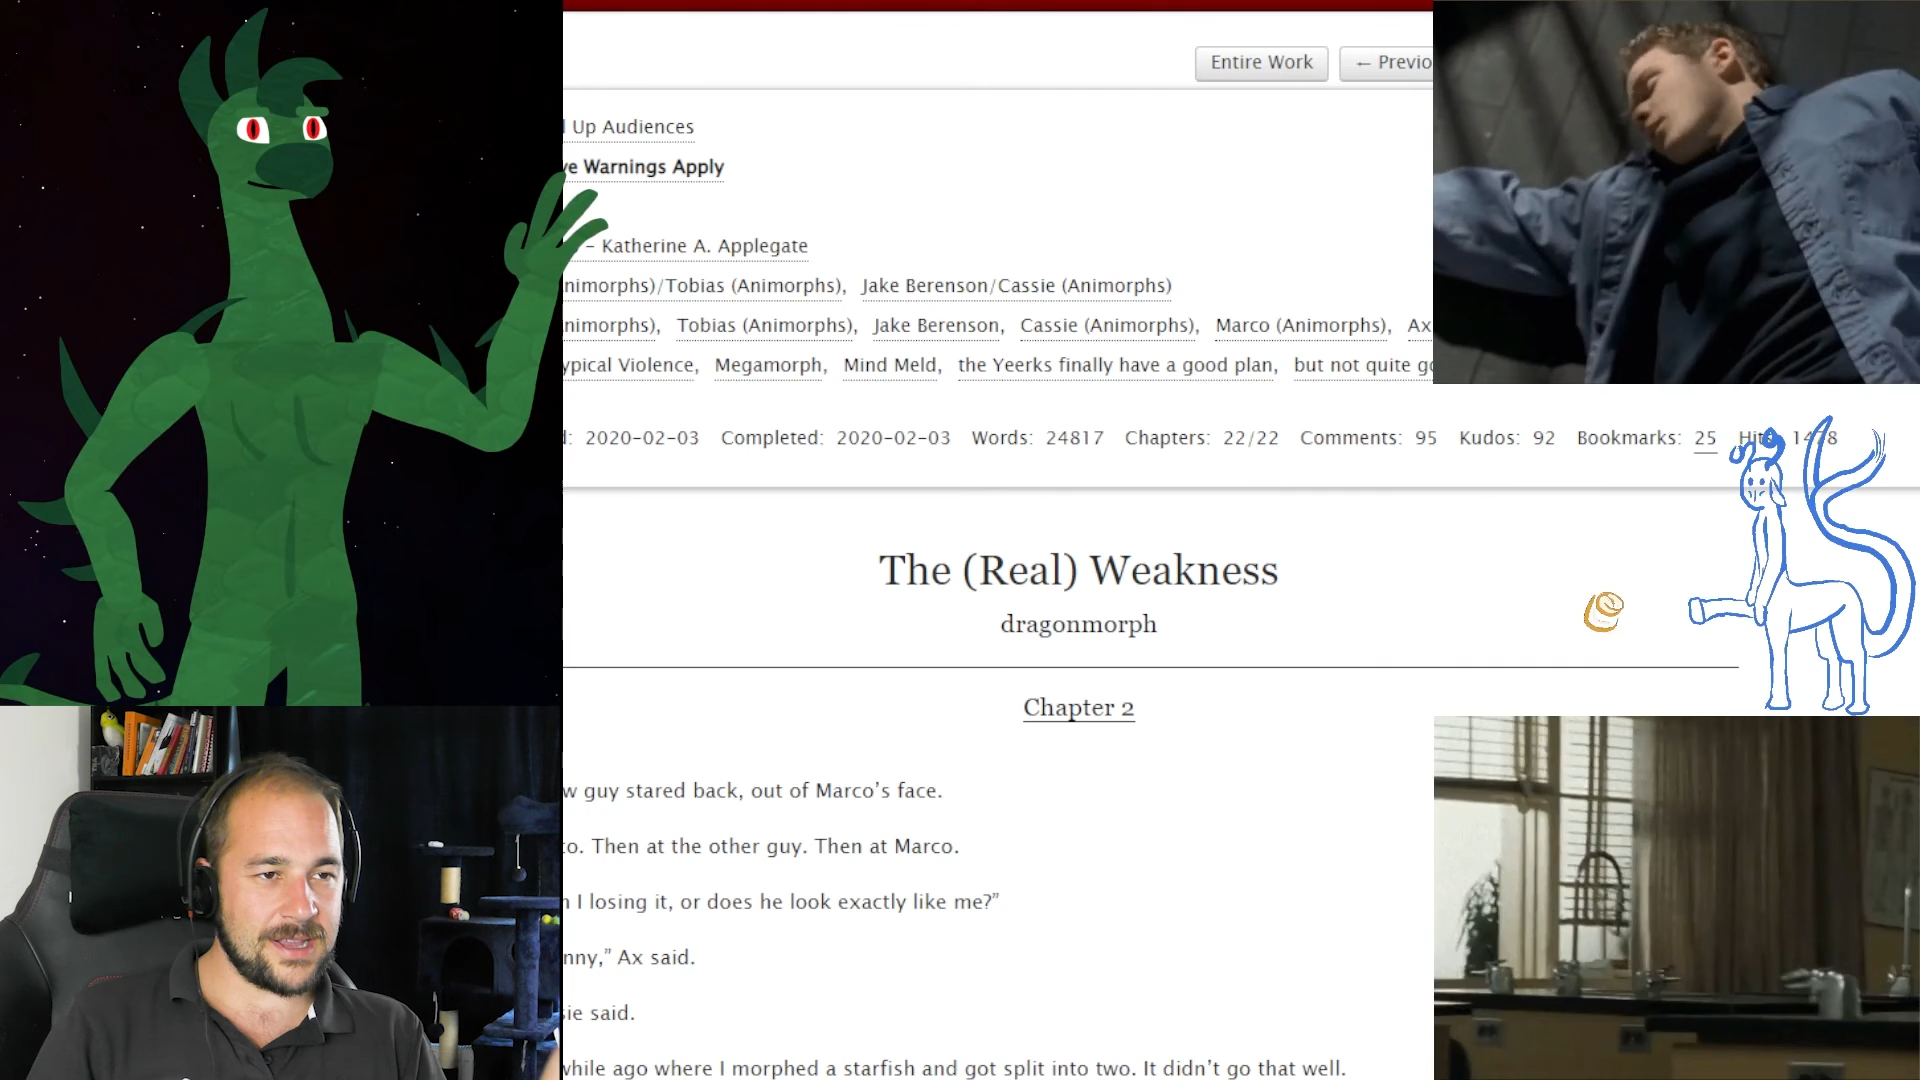 Entire Work ← Previo
Up Audiences
ve Warnings Apply
– Katherine A. Applegate
nimorphs)/Tobias (Animorphs), Jake Berenson/Cassie (Animorphs)
nimorphs), Tobias (Animorphs), Jake Berenson, Cassie (Animorphs), Marco (Animorphs), Ax
ypical Violence, Megamorph, Mind Meld, the Yeerks finally have a good plan, but not quite go
d: 2020-02-03 Completed: 2020-02-03 Words: 24817 Chapters: 22/22 Comments: 95 Kudos: 92 Bookmarks: 25
The (Real) Weakness
dragonmorph
Chapter 2
w guy stared back, out of Marco’s face.
co. Then at the other guy. Then at Marco.
I losing it, or does he look exactly like me?”
nny,” Ax said.
sie said.
while ago where I morphed a starfish and got split into two. It didn’t go that well.